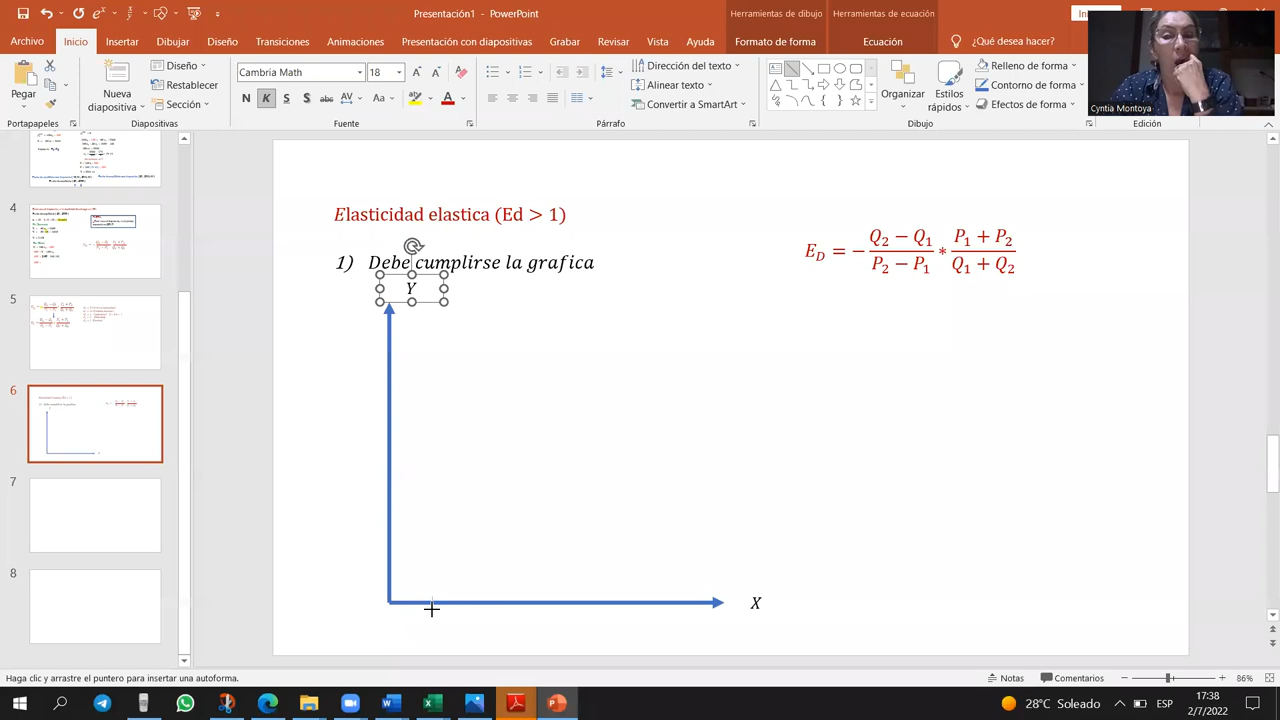 Presentación1 - PowerPoint
Herramientas de dibujo
Herramientas de ecuación
Archivo
Inicio
Insertar
Dibujar
Diseño
Transiciones
Animaciones
Presentación con diapositivas
Grabar
Revisar
Vista
Ayuda
Formato de forma
Ecuación
¿Qué desea hacer?
Pegar
Nueva
diapositiva
Diseño
Restablecer
Sección
Cambria Math
18
N K S S abc AV Aa A
Dirección del texto
Alinear texto
Convertir a SmartArt
Organizar
Estilos
rápidos
Relleno de forma
Contorno de forma
Efectos de forma
Cyntia Montoya
Portapapeles
Diapositivas
Fuente
Párrafo
Dibujo
Edición
4
5
6
7
8
Elasticidad elastica (Ed > 1)
1) Debe cumplirse la grafica
E_D = − (Q₂ − Q₁)/(P₂ − P₁) ∗ (P₁ + P₂)/(Q₁ + Q₂)
Y
X
Haga clic y arrastre el puntero para insertar una autoforma.
Notas
Comentarios
86%
28°C Soleado
ESP
17:38
2/7/2022